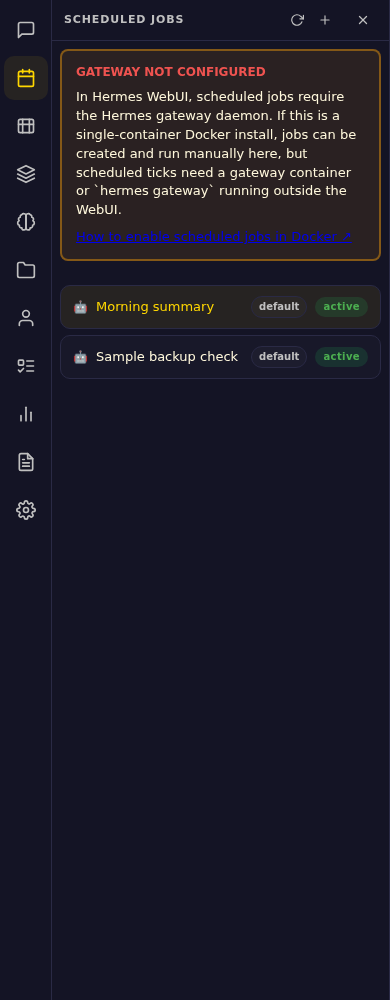 SCHEDULED JOBS
GATEWAY NOT CONFIGURED
In Hermes WebUI, scheduled jobs require
the Hermes gateway daemon. If this is a
single-container Docker install, jobs can be
created and run manually here, but
scheduled ticks need a gateway container
or `hermes gateway` running outside the
WebUI.
How to enable scheduled jobs in Docker ↗
Morning summary default active
Sample backup check default active